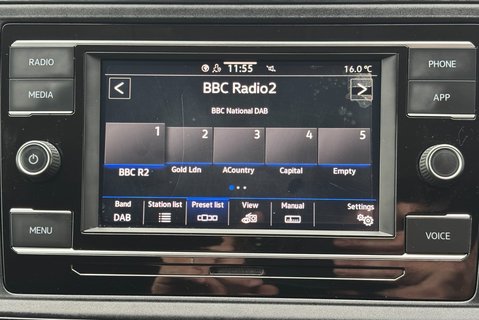 RADIO
MEDIA
MENU
11:55
16.0 °C
BBC Radio2
BBC National DAB
1 2 3 4 5
BBC R2 Gold Ldn ACountry Capital Empty
Band Station list Preset list View Manual Settings
DAB
PHONE
APP
VOICE